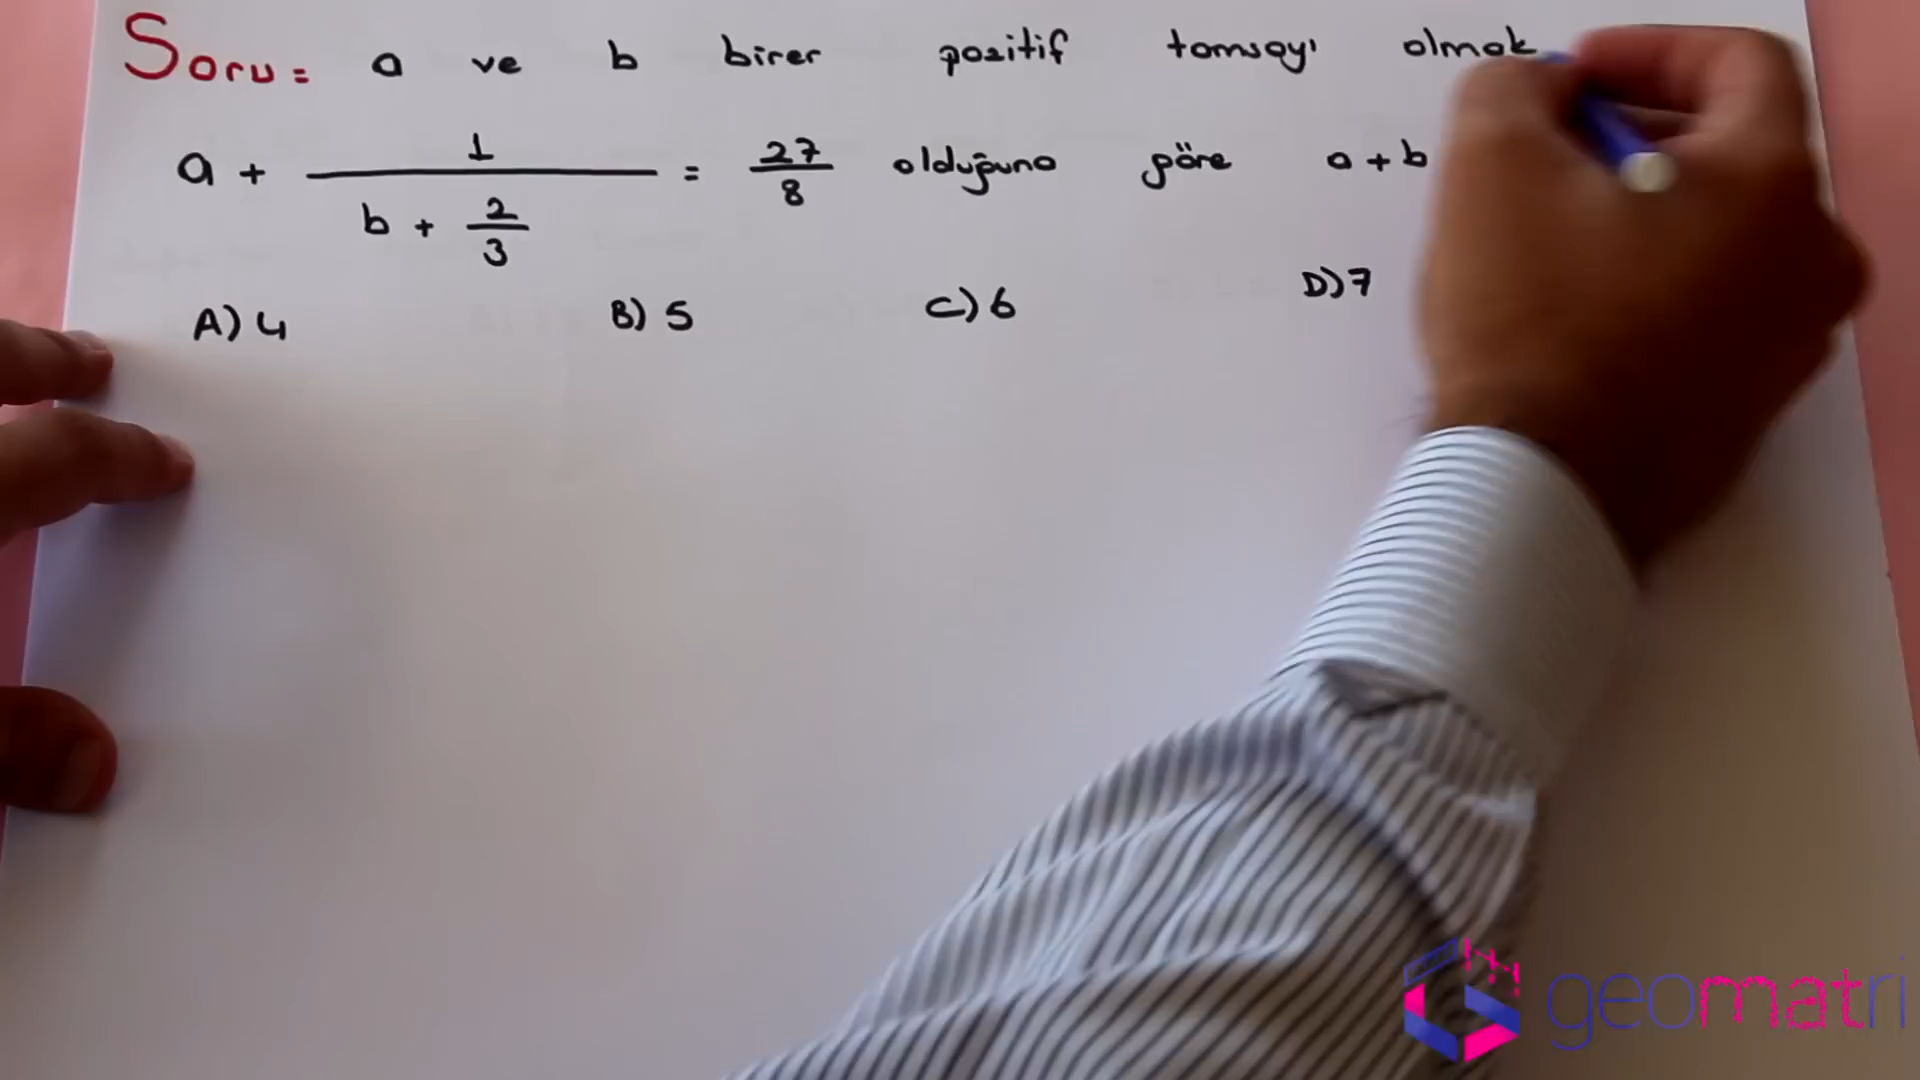 Soru = a ve b birer pozitif tamsayı olmak
a + 1 / (b + 2/3) = 27/8 olduğuna göre a + b
A) 4 B) 5 C) 6 D) 7
geomatri